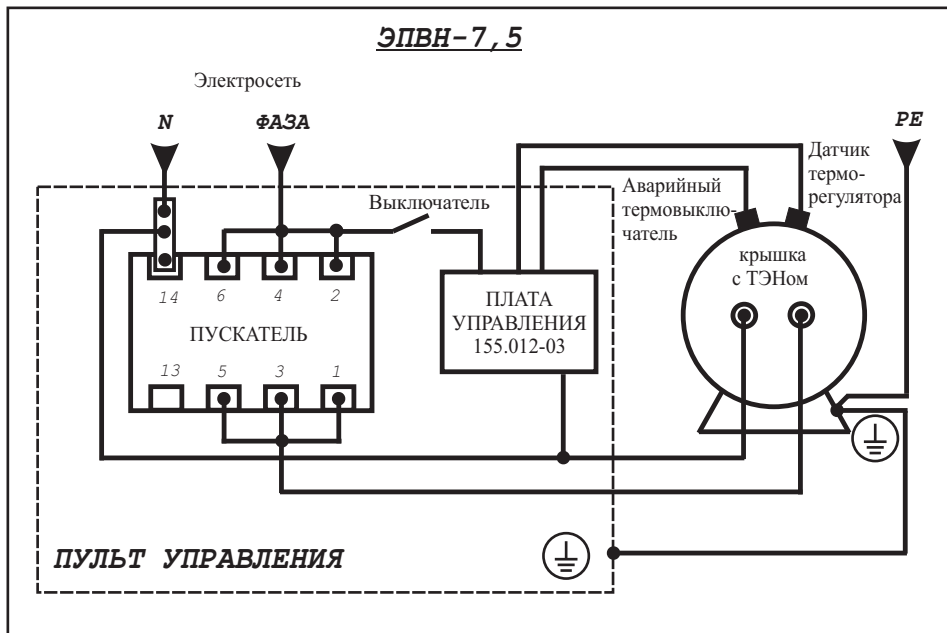 ЭПВН-7,5
Электросеть
N
ФАЗА
PE
Датчик
термо-
регулятора
Аварийный
термовыклю-
чатель
Выключатель
крышка
с ТЭНом
14
6
4
2
ПУСКАТЕЛЬ
ПЛАТА
УПРАВЛЕНИЯ
155.012-03
13
5
3
1
ПУЛЬТ УПРАВЛЕНИЯ